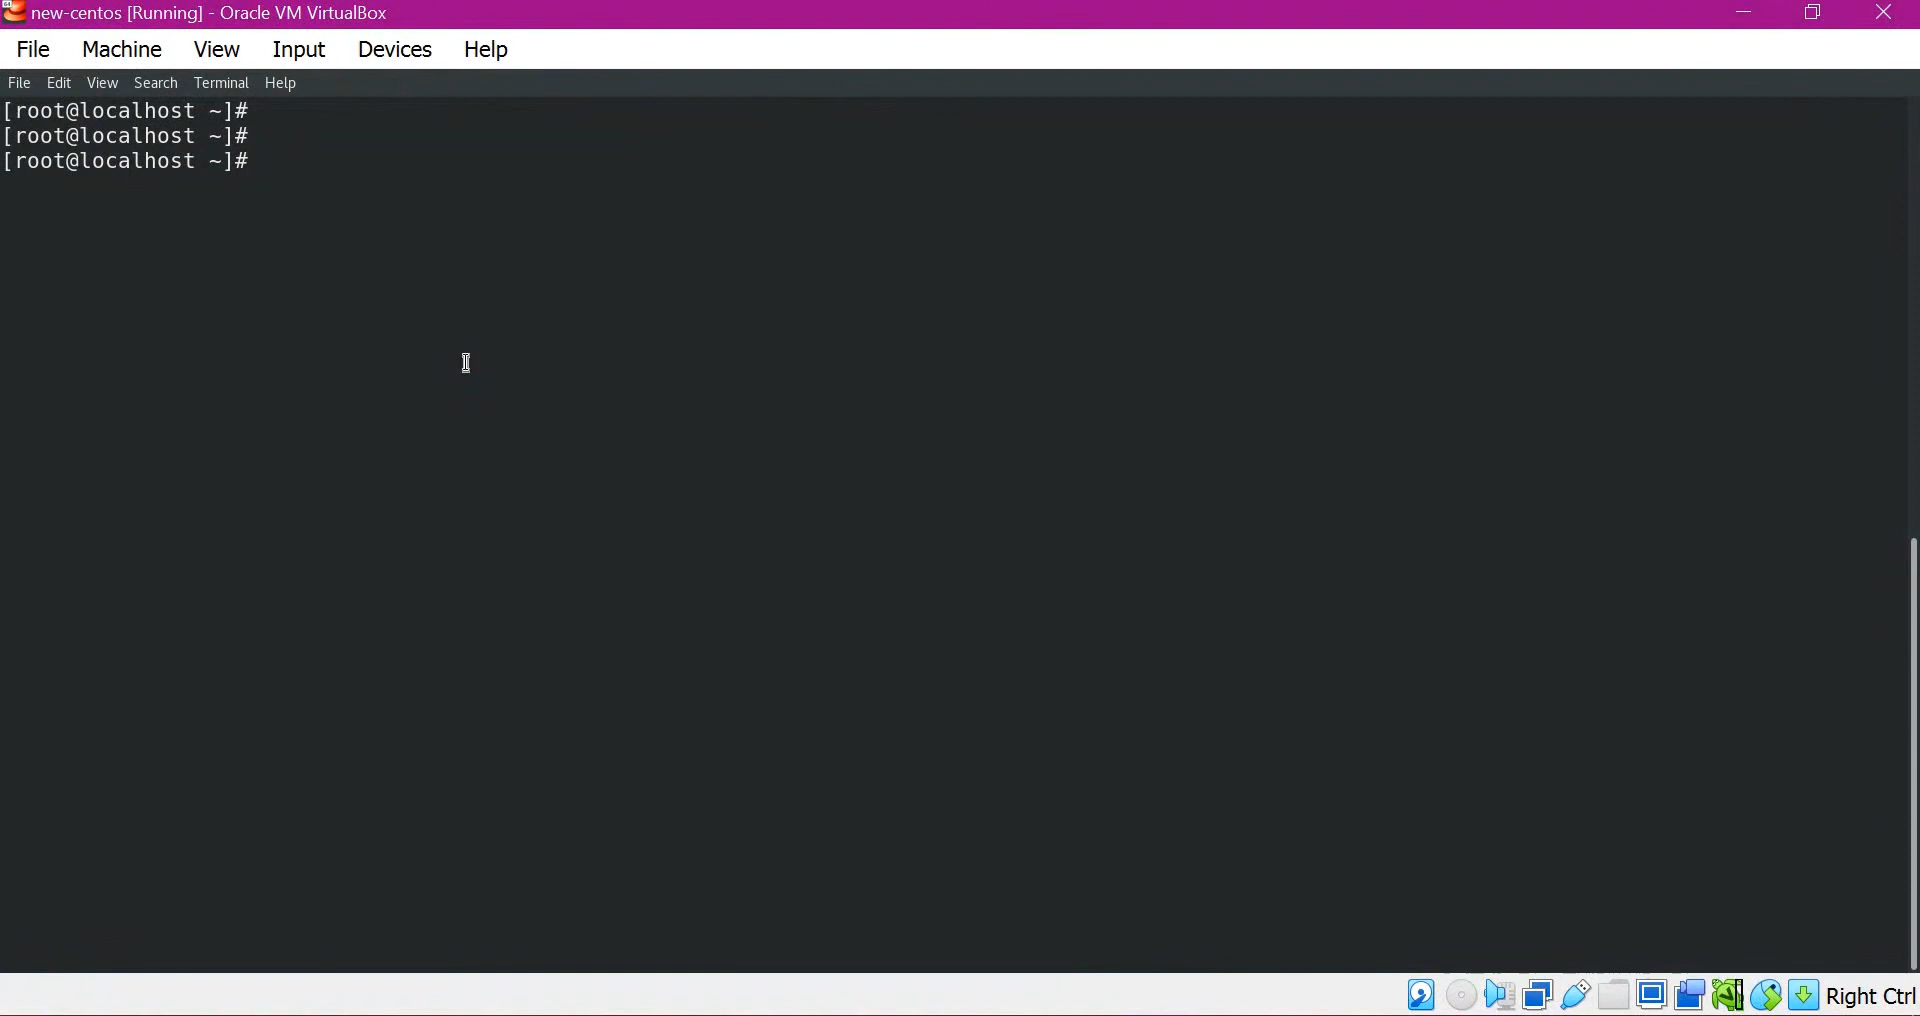 new-centos [Running] - Oracle VM VirtualBox
File Machine View Input Devices Help
File Edit View Search Terminal Help
[root@localhost ~]#
[root@localhost ~]#
[root@localhost ~]#
Right Ctrl